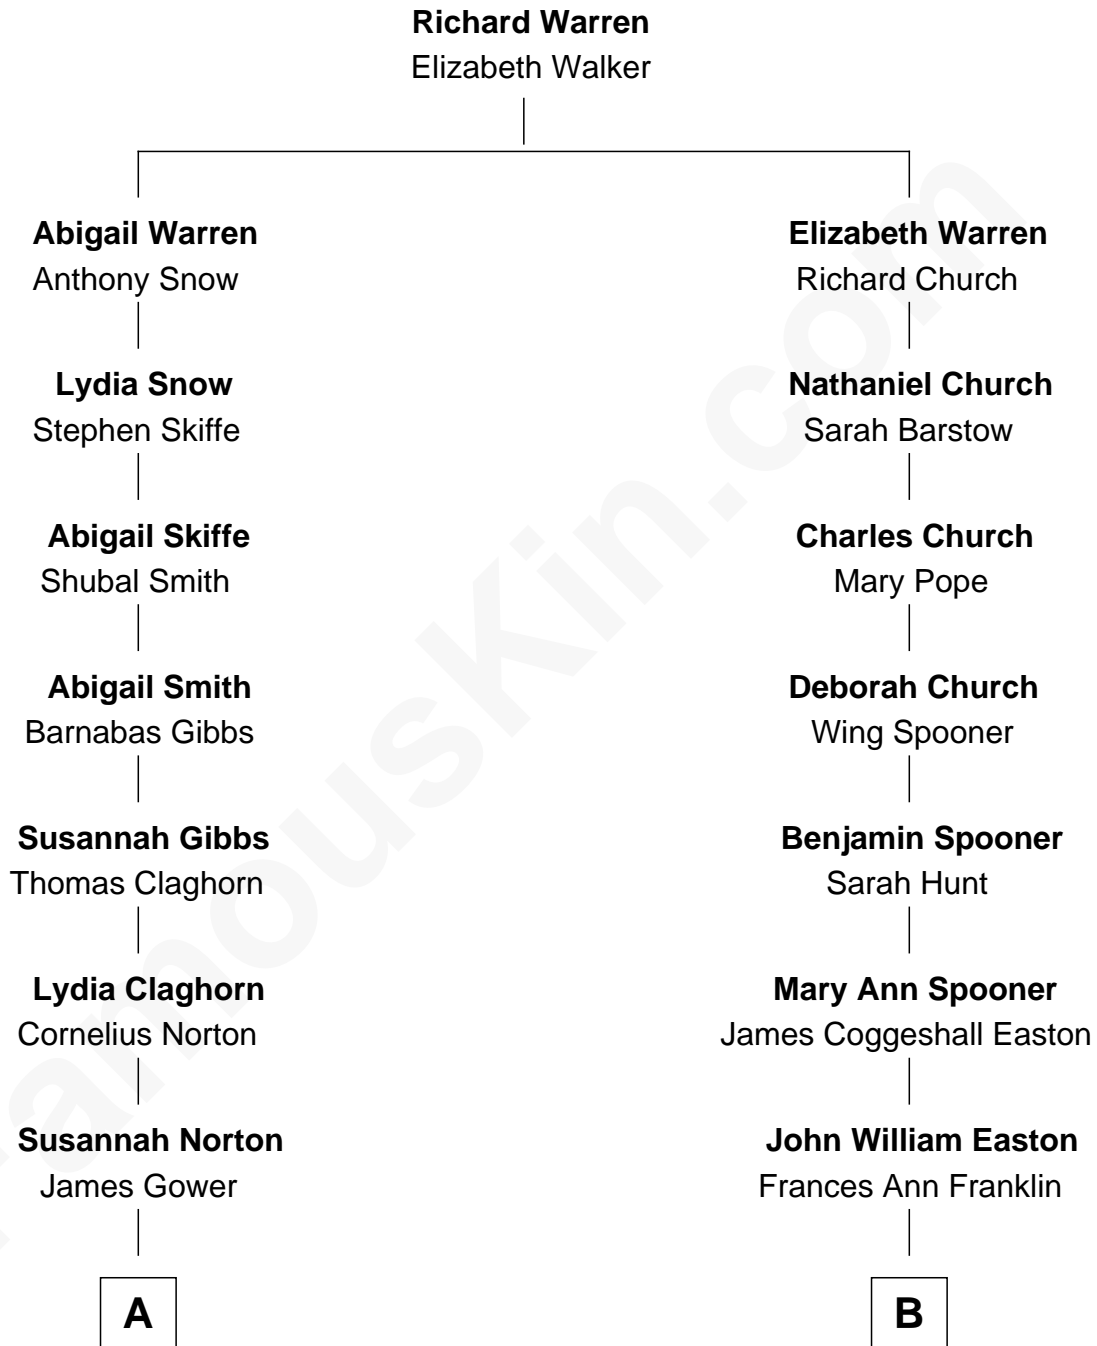 Richard Warren
Elizabeth Walker
Abigail Warren
Anthony Snow
Elizabeth Warren
Richard Church
Lydia Snow
Stephen Skiffe
Nathaniel Church
Sarah Barstow
Abigail Skiffe
Shubal Smith
Charles Church
Mary Pope
Abigail Smith
Barnabas Gibbs
Deborah Church
Wing Spooner
Susannah Gibbs
Thomas Claghorn
Benjamin Spooner
Sarah Hunt
Lydia Claghorn
Cornelius Norton
Mary Ann Spooner
James Coggeshall Easton
Susannah Norton
James Gower
John William Easton
Frances Ann Franklin
A
B
FamousKin.com